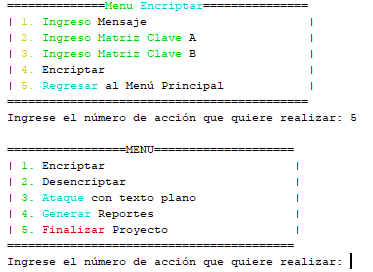 ==============Menu Encriptar===============
| 1. Ingreso Mensaje |
| 2. Ingreso Matriz Clave A |
| 3. Ingreso Matriz Clave B |
| 4. Encriptar |
| 5. Regresar al Menú Principal |
===========================================
Ingrese el número de acción que quiere realizar: 5
=================MENU====================
| 1. Encriptar |
| 2. Desencriptar |
| 3. Ataque con texto plano |
| 4. Generar Reportes |
| 5. Finalizar Proyecto |
=========================================
Ingrese el número de acción que quiere realizar: